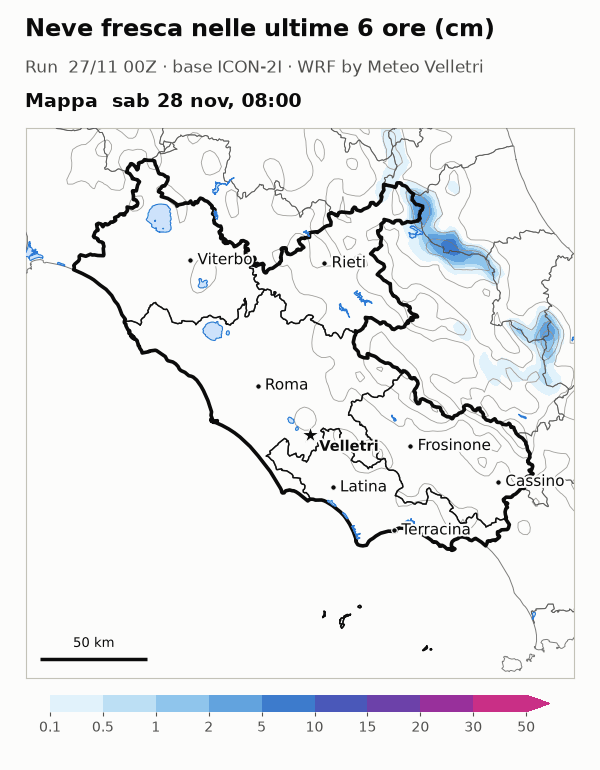 Neve fresca nelle ultime 6 ore (cm)
Run 27/11 00Z · base ICON-2I · WRF by Meteo Velletri
Mappa sab 28 nov, 08:00
Viterbo
Rieti
Roma
Velletri
Frosinone
Latina
Cassino
Terracina
50 km
0.1 0.5 1 2 5 10 15 20 30 50